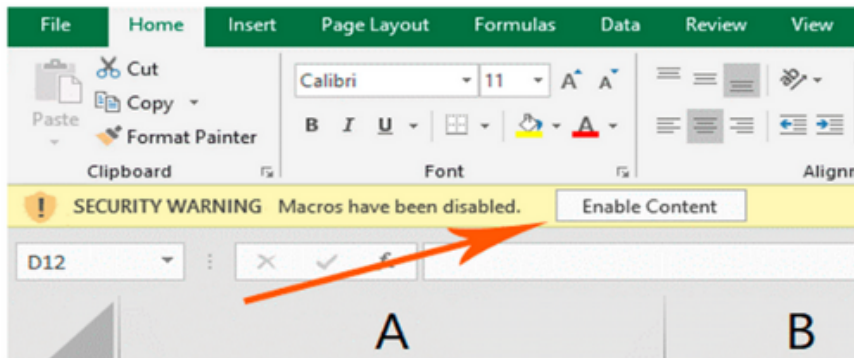 File Home Insert Page Layout Formulas Data Review View
Cut
Calibri 11 A A
Copy
Paste
Format Painter
B I U A
Clipboard Font Alignm
SECURITY WARNING Macros have been disabled. Enable Content
D12
A B